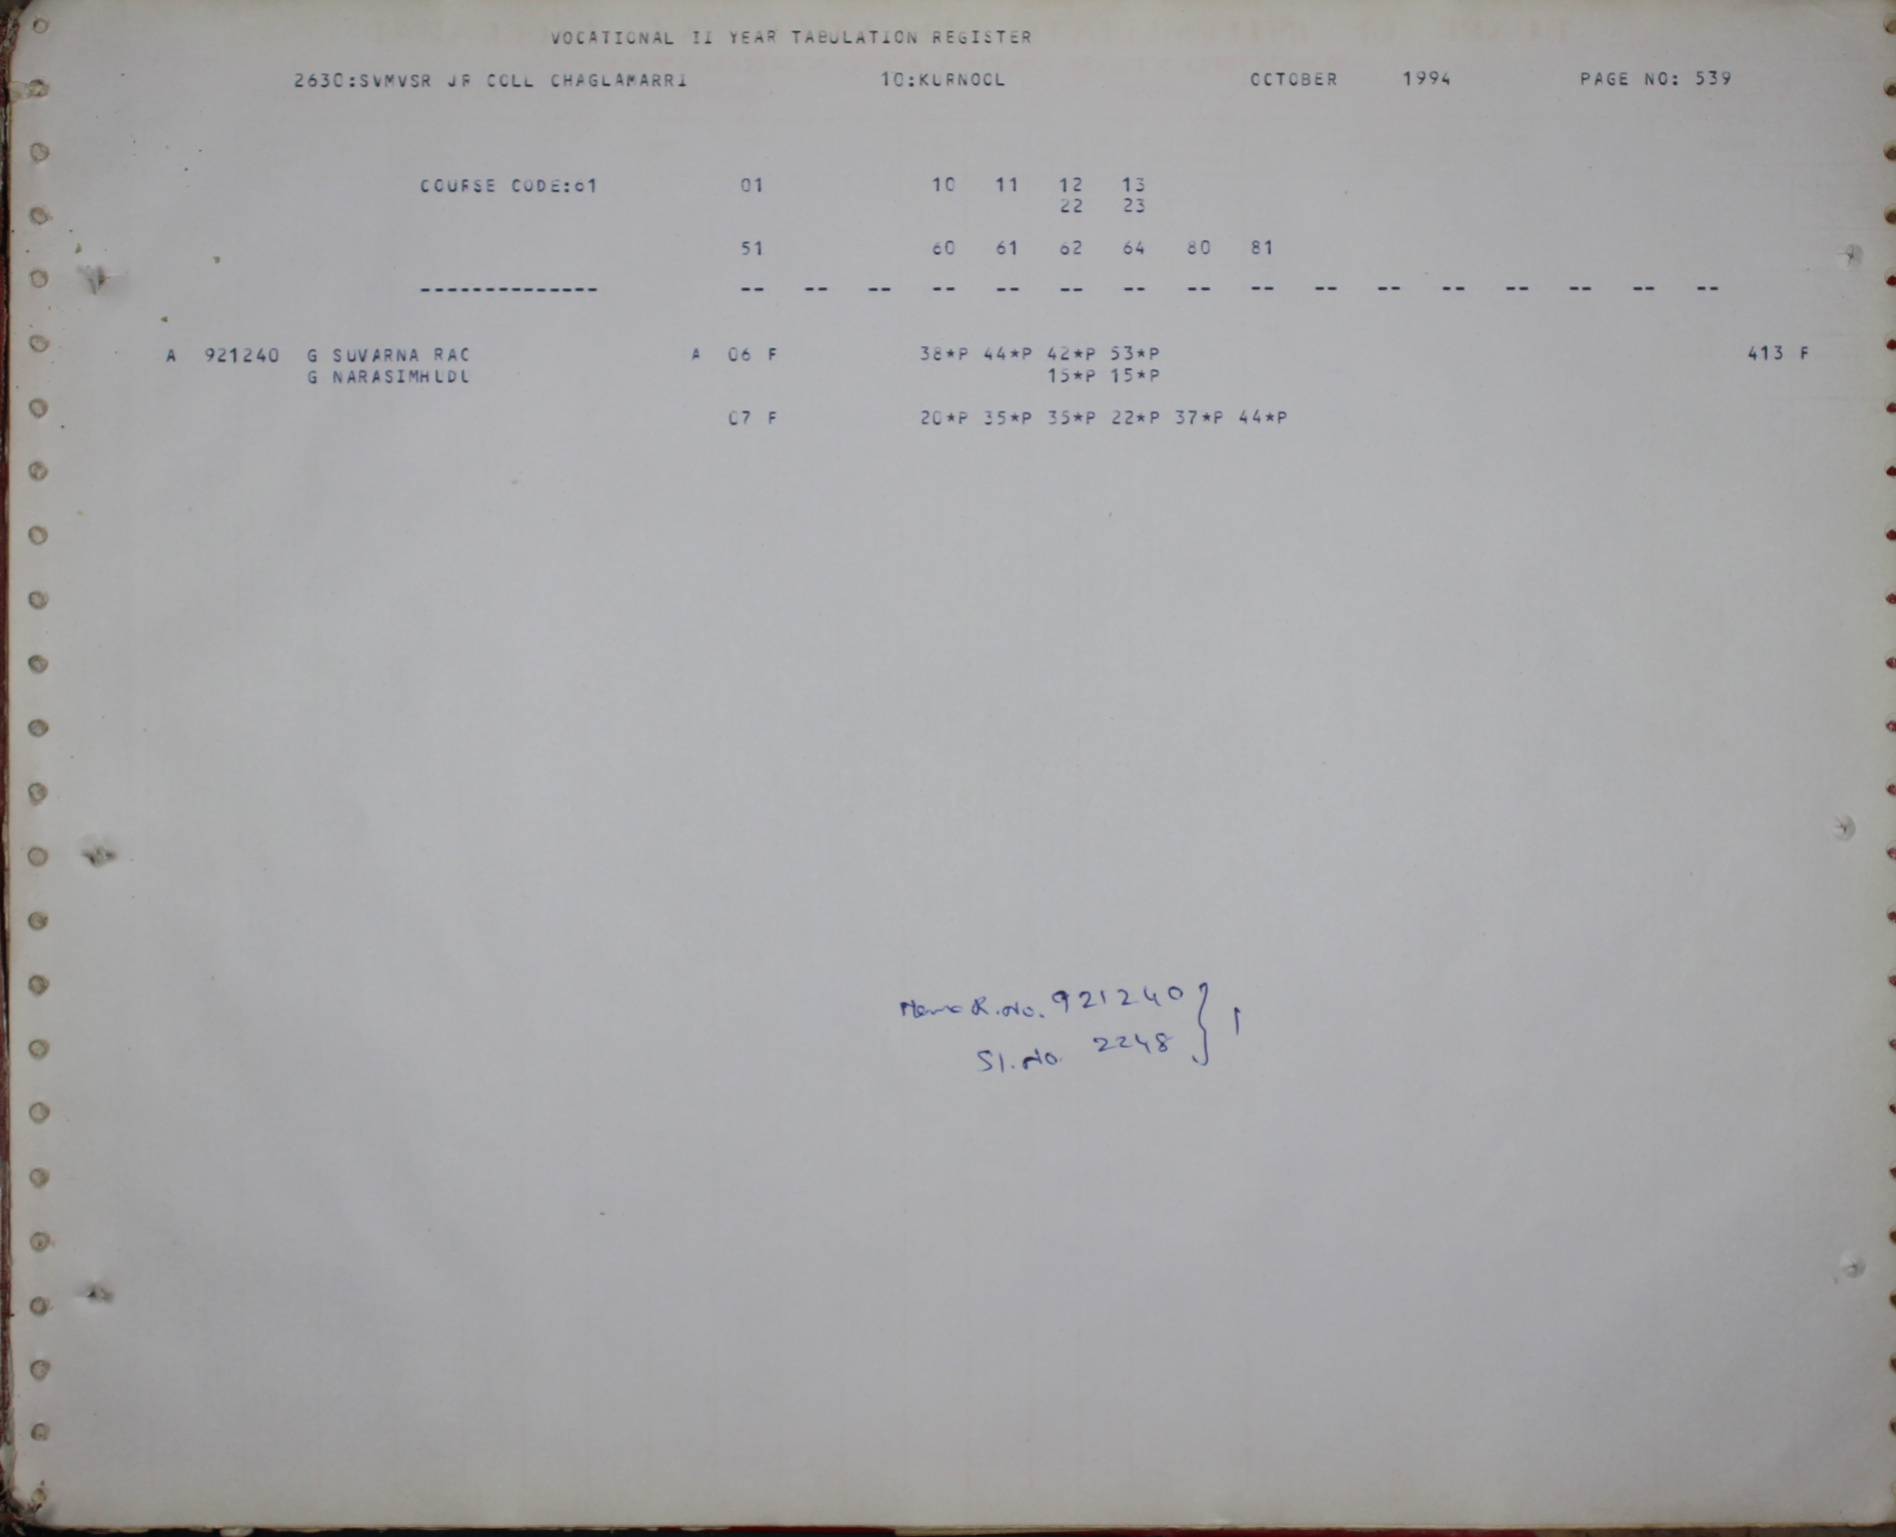 VOCATIONAL II YEAR TABULATION REGISTER
2630:SVMVSR JR COLL CHAGLAMARRI 10:KURNOOL OCTOBER 1994 PAGE NO: 539
COURSE CODE:61 01 10 11 12 13
22 23
51 60 61 62 64 80 81
-------------- -- -- -- -- -- -- -- -- -- -- -- -- -- -- -- --
A 921240 G SUVARNA RAO A 06 F 38*P 44*P 42*P 53*P 413 F
G NARASIMHUDU 15*P 15*P
07 F 20*P 35*P 35*P 22*P 37*P 44*P
Memo R.No. 921240 } 1
Sl.No. 2248